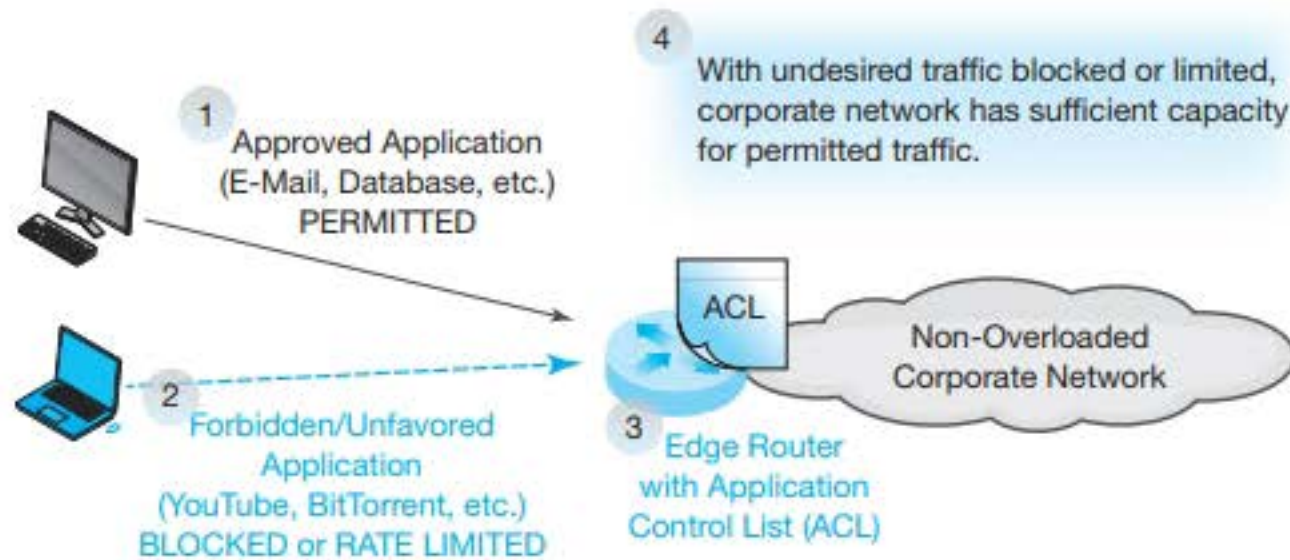 1
Approved Application
(E-Mail, Database, etc.)
PERMITTED
2
Forbidden/Unfavored
Application
(YouTube, BitTorrent, etc.)
BLOCKED or RATE LIMITED
ACL
3
Edge Router
with Application
Control List (ACL)
4
With undesired traffic blocked or limited,
corporate network has sufficient capacity
for permitted traffic.
Non-Overloaded
Corporate Network